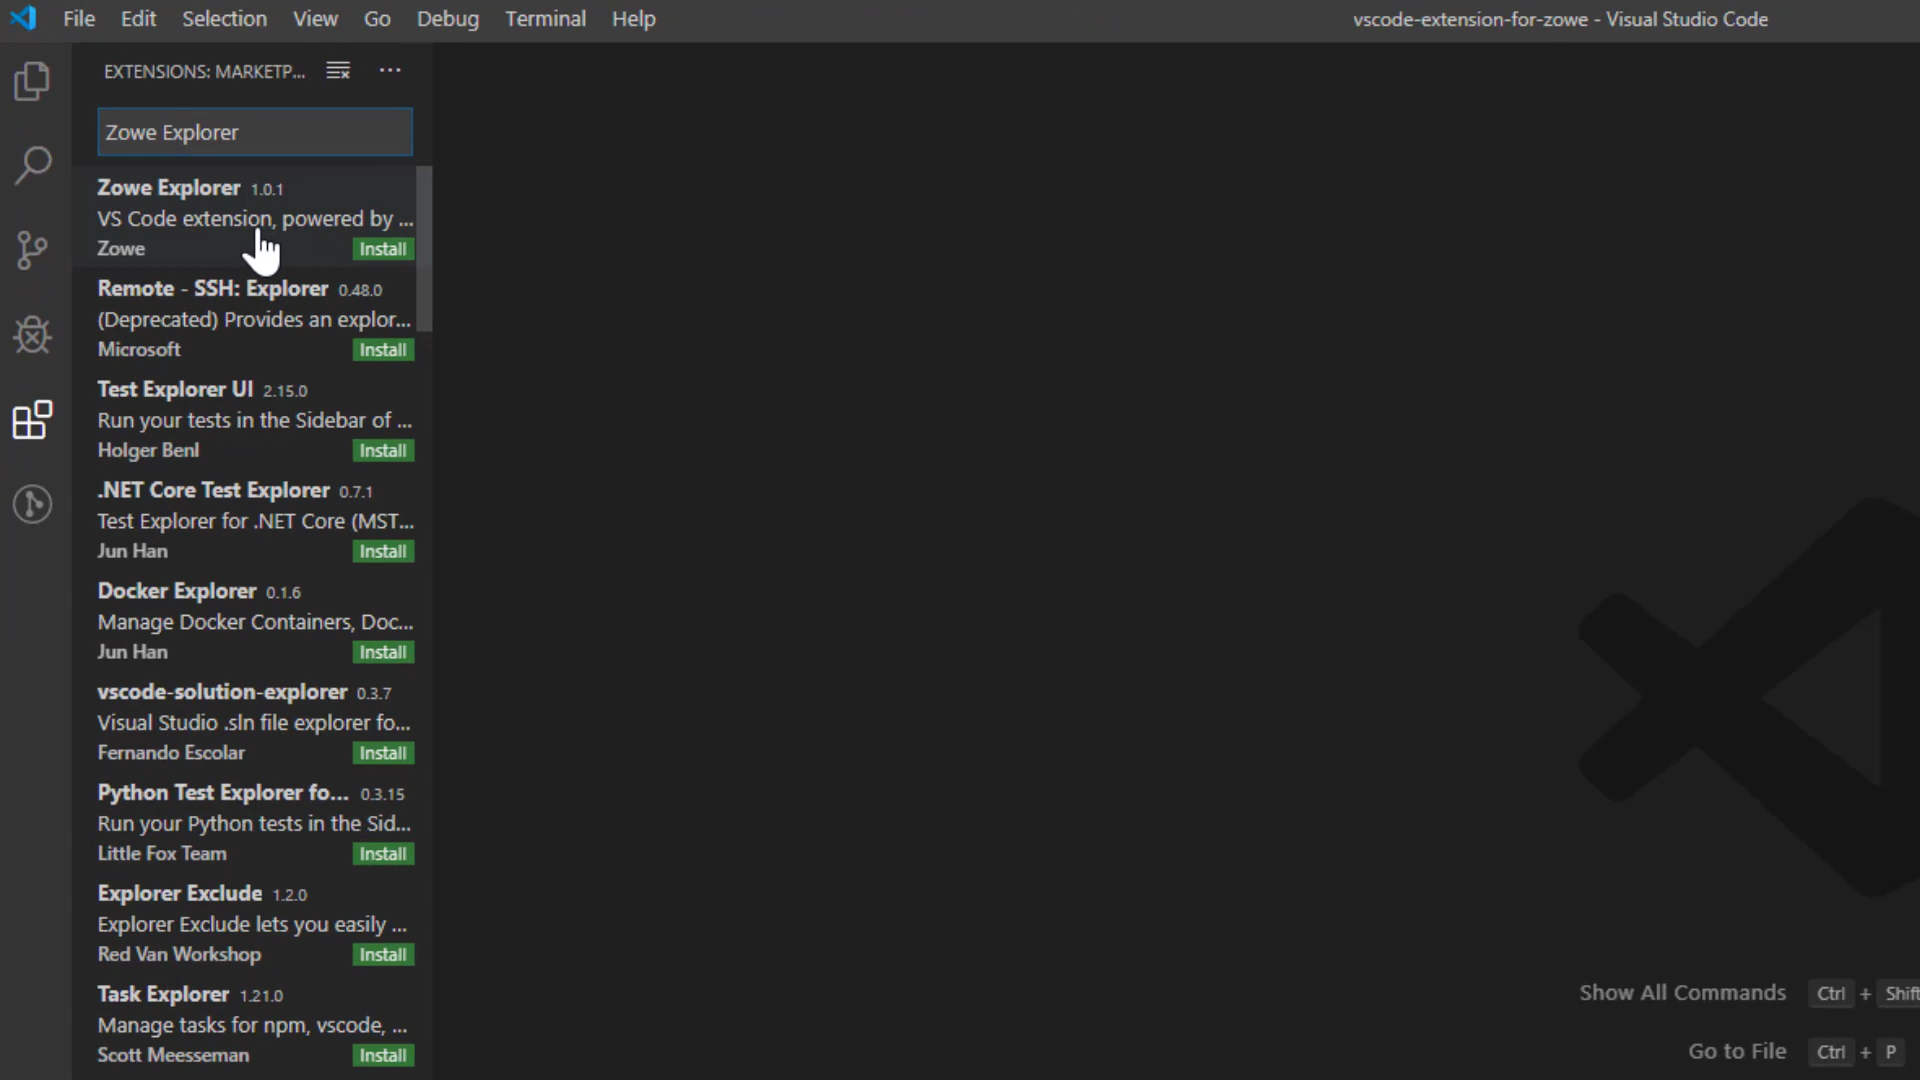 File Edit Selection View Go Debug Terminal Help
vscode-extension-for-zowe - Visual Studio Code
EXTENSIONS: MARKETP...
Zowe Explorer
Zowe Explorer 1.0.1
VS Code extension, powered by ...
Zowe Install
Remote - SSH: Explorer 0.48.0
(Deprecated) Provides an explor...
Microsoft Install
Test Explorer UI 2.15.0
Run your tests in the Sidebar of ...
Holger Benl Install
.NET Core Test Explorer 0.7.1
Test Explorer for .NET Core (MST...
Jun Han Install
Docker Explorer 0.1.6
Manage Docker Containers, Doc...
Jun Han Install
vscode-solution-explorer 0.3.7
Visual Studio .sln file explorer fo...
Fernando Escolar Install
Python Test Explorer fo... 0.3.15
Run your Python tests in the Sid...
Little Fox Team Install
Explorer Exclude 1.2.0
Explorer Exclude lets you easily ...
Red Van Workshop Install
Task Explorer 1.21.0
Manage tasks for npm, vscode, ...
Scott Meesseman Install
Show All Commands Ctrl + Shift
Go to File Ctrl + P